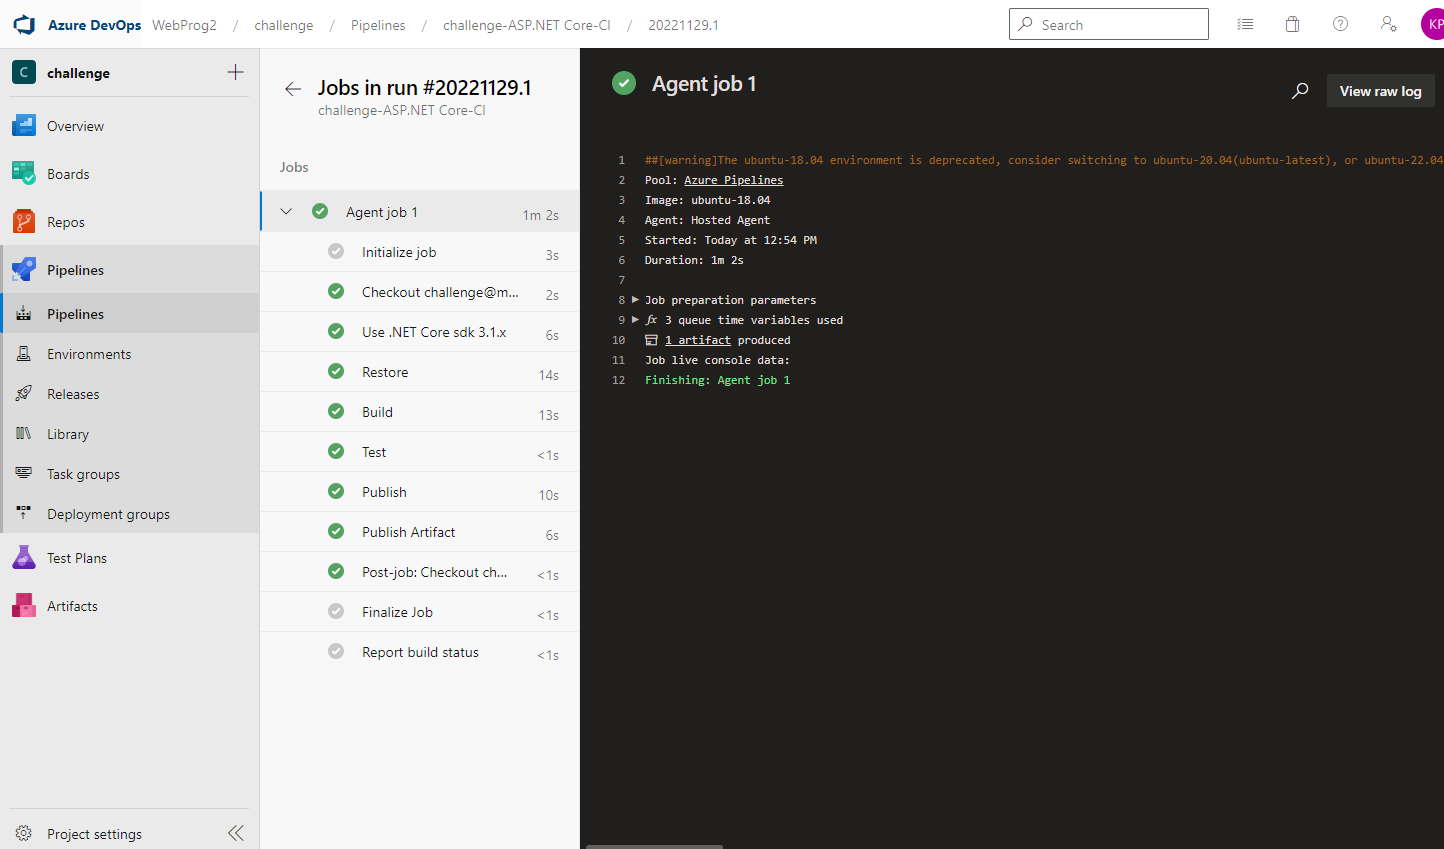 Azure DevOps WebProg2 / challenge / Pipelines / challenge-ASP.NET Core-CI / 20221129.1
Search
KP
C challenge
Overview
Boards
Repos
Pipelines
Pipelines
Environments
Releases
Library
Task groups
Deployment groups
Test Plans
Artifacts
Project settings
Jobs in run #20221129.1
challenge-ASP.NET Core-CI
Jobs
Agent job 1 1m 2s
Initialize job 3s
Checkout challenge@m... 2s
Use .NET Core sdk 3.1.x 6s
Restore 14s
Build 13s
Test <1s
Publish 10s
Publish Artifact 6s
Post-job: Checkout ch... <1s
Finalize Job <1s
Report build status <1s
Agent job 1
View raw log
1 ##[warning]The ubuntu-18.04 environment is deprecated, consider switching to ubuntu-20.04(ubuntu-latest), or ubuntu-22.04
2 Pool: Azure Pipelines
3 Image: ubuntu-18.04
4 Agent: Hosted Agent
5 Started: Today at 12:54 PM
6 Duration: 1m 2s
7
8 Job preparation parameters
9 fx 3 queue time variables used
10 1 artifact produced
11 Job live console data:
12 Finishing: Agent job 1